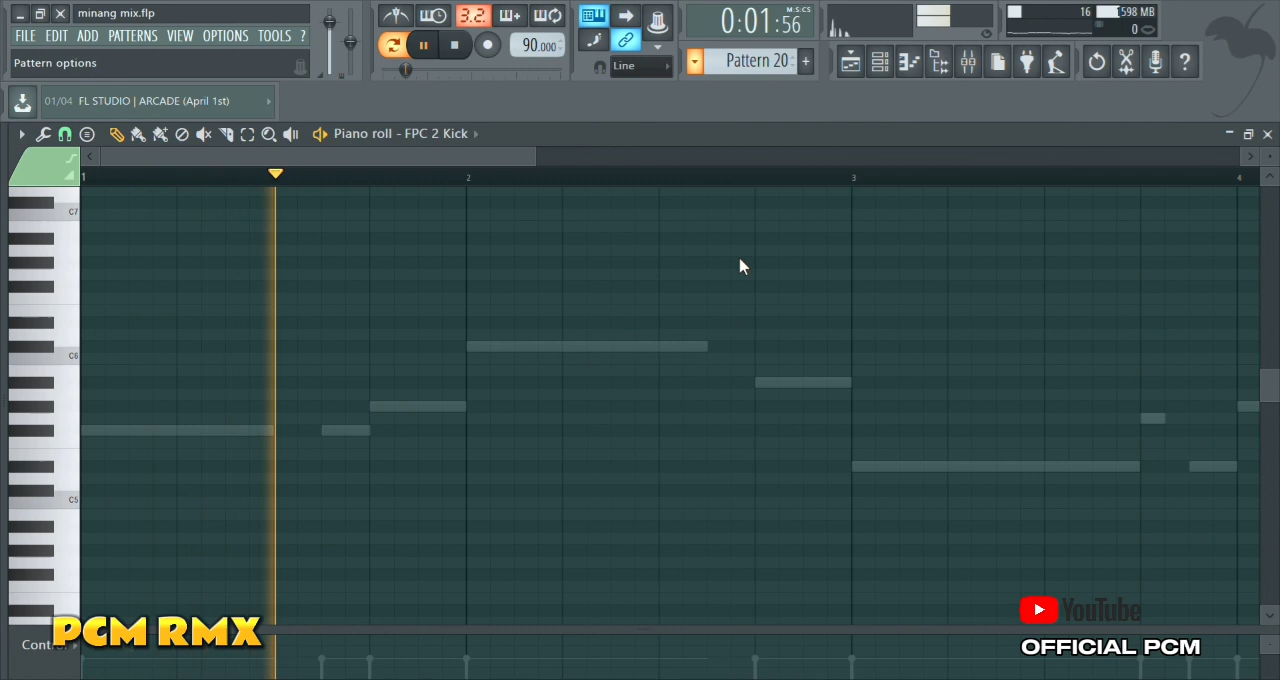 minang mix.flp
FILE EDIT ADD PATTERNS VIEW OPTIONS TOOLS ?
Pattern options
3.2
90.000
Line
0:01:56
M:S:CS
Pattern 20
16
598 MB
0
01/04 FL STUDIO | ARCADE (April 1st)
Piano roll - FPC 2 Kick
1 2 3 4
C7
C6
C5
Control
PCM RMX
YouTube
OFFICIAL PCM